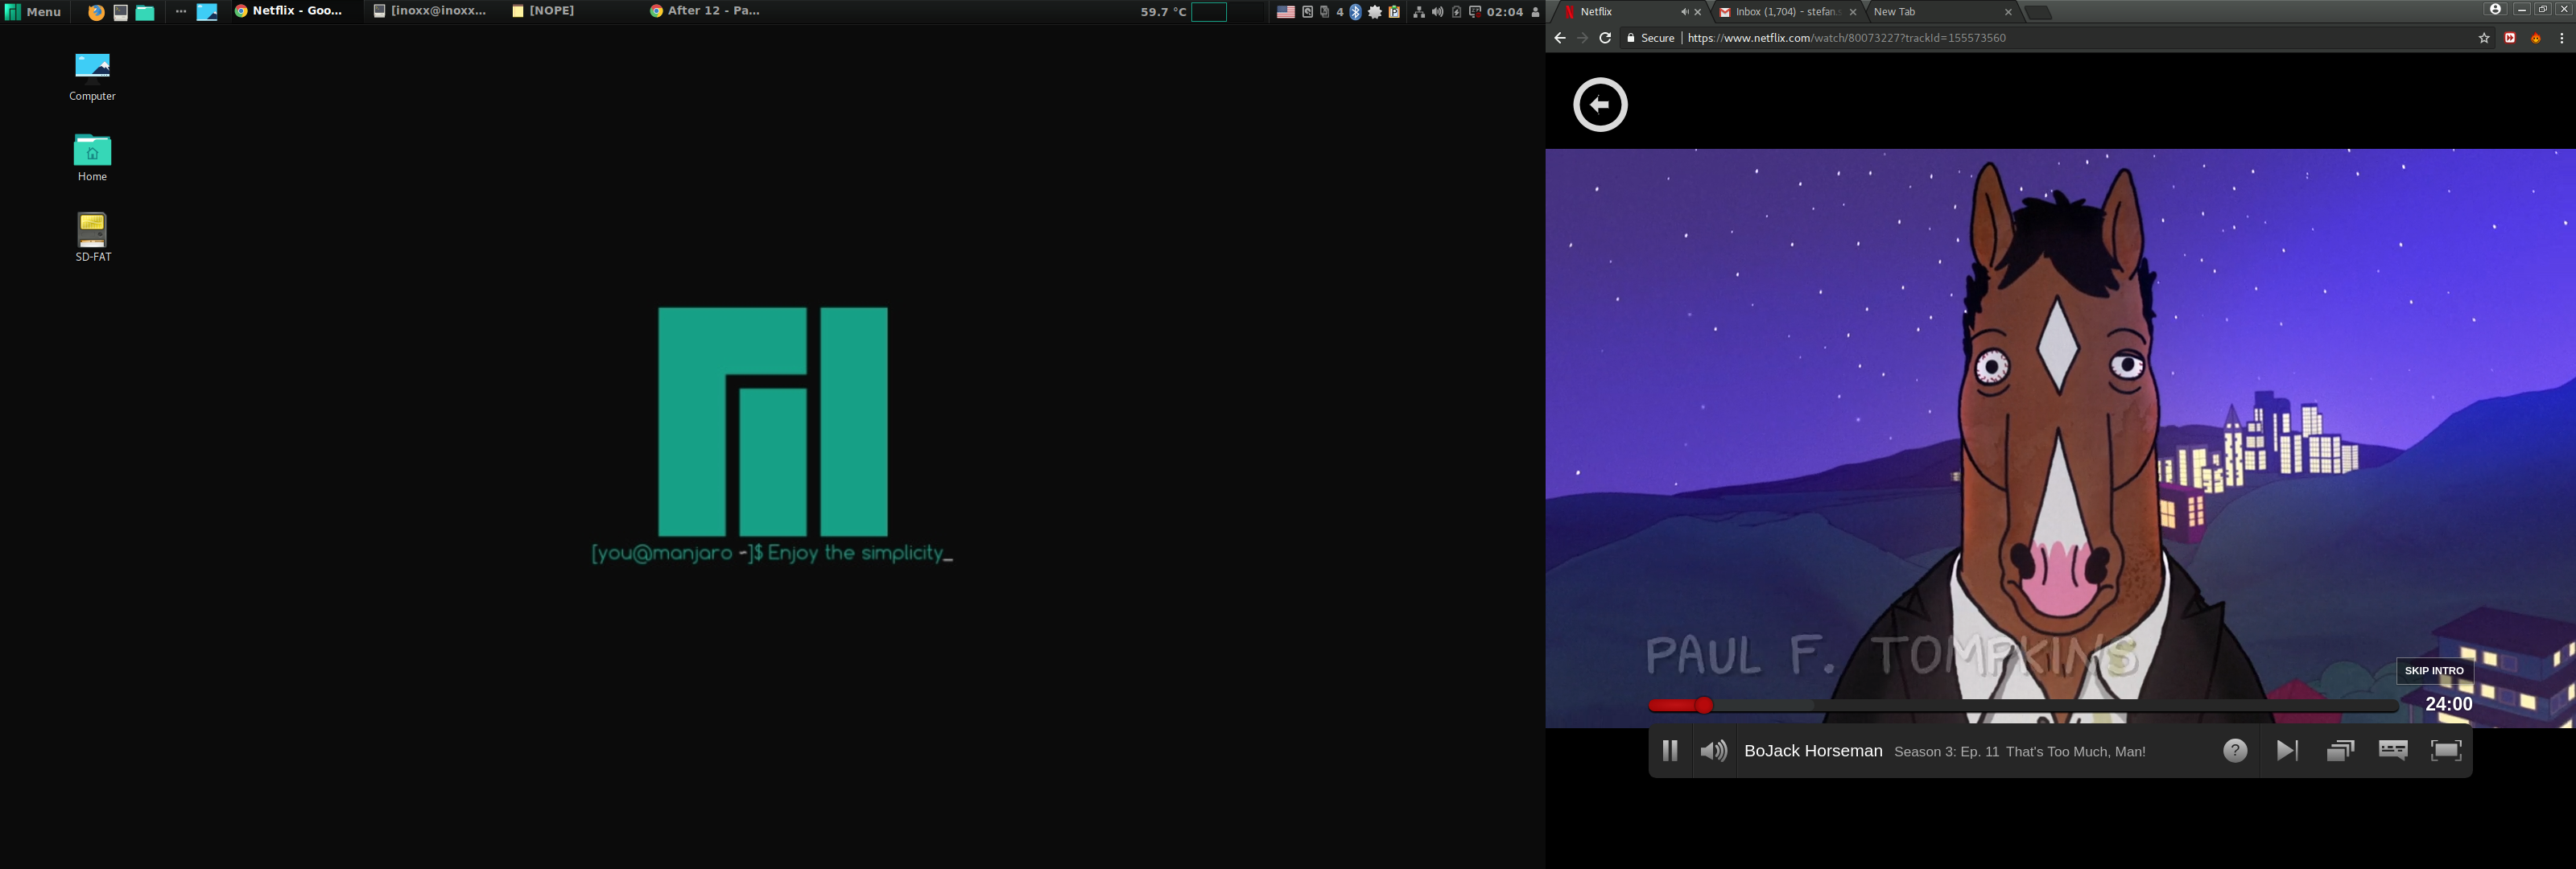 Menu
Netflix - Goo...
[inoxx@inoxx...
[NOPE]
After 12 - Pa...
59.7 °C
4
02:04
Computer
Home
SD-FAT
[you@manjaro ~]$ Enjoy the simplicity_
Netflix
Inbox (1,704) - stefan.s
New Tab
Secure
https://www.netflix.com/watch/80073227?trackId=155573560
PAUL F. TOMPKINS
SKIP INTRO
24:00
BoJack Horseman Season 3: Ep. 11 That's Too Much, Man!
?